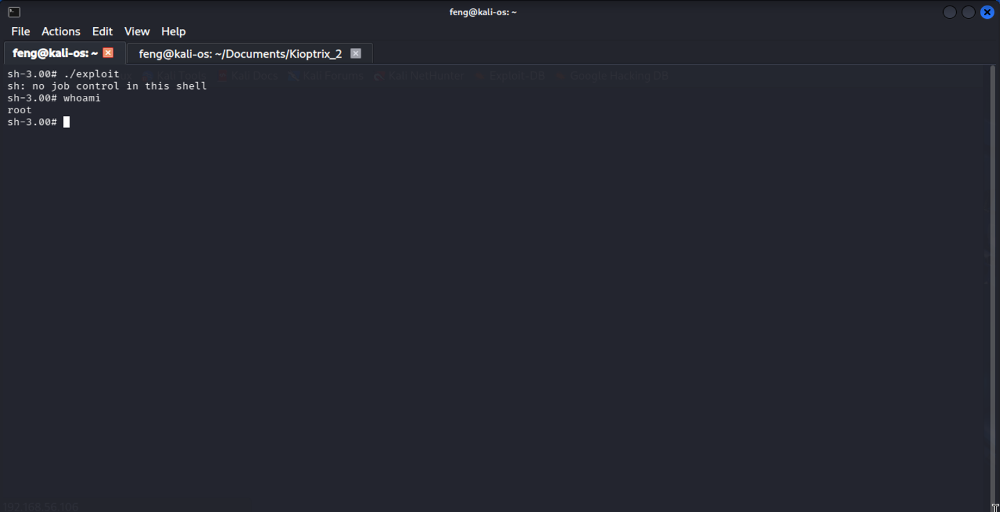 feng@kali-os: ~
File Actions Edit View Help
feng@kali-os: ~
feng@kali-os: ~/Documents/Kioptrix_2
Kali Tools Kali Docs Kali Forums Kali NetHunter Exploit-DB Google Hacking DB
sh-3.00# ./exploit
sh: no job control in this shell
sh-3.00# whoami
root
sh-3.00#
192.168.56.106